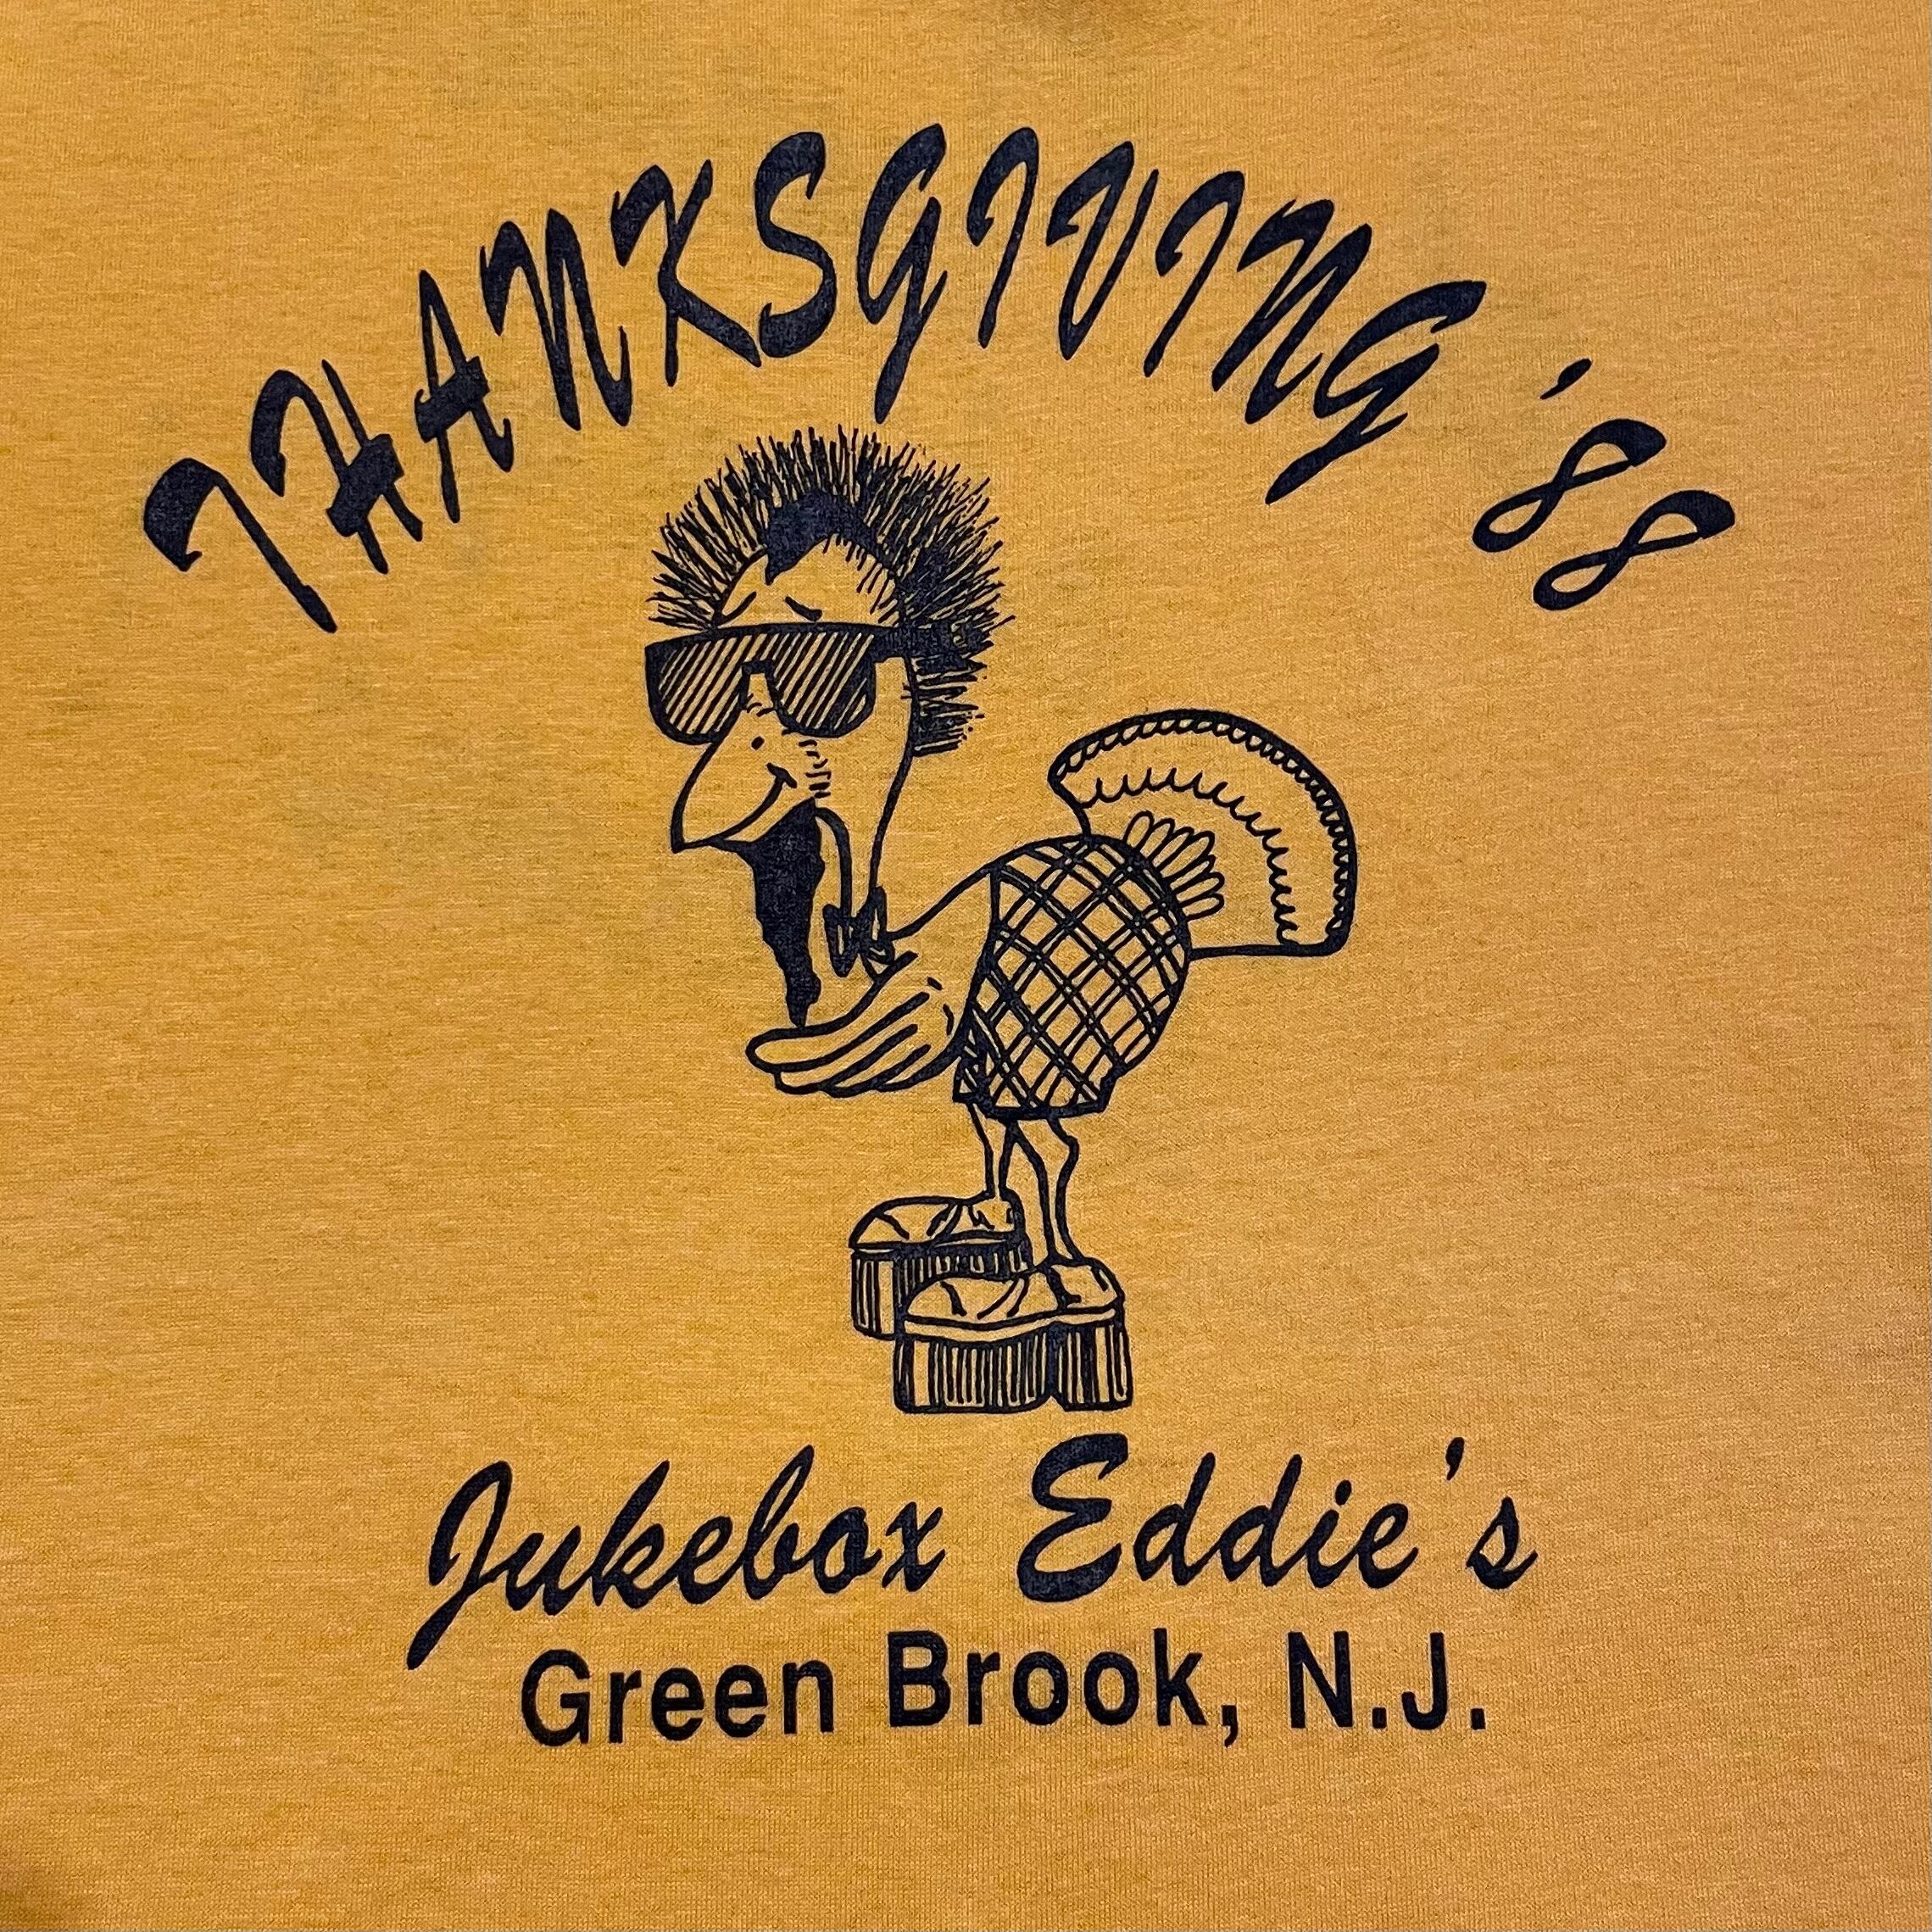 THANKSGIVING '88
Jukebox Eddie's
Green Brook, N.J.